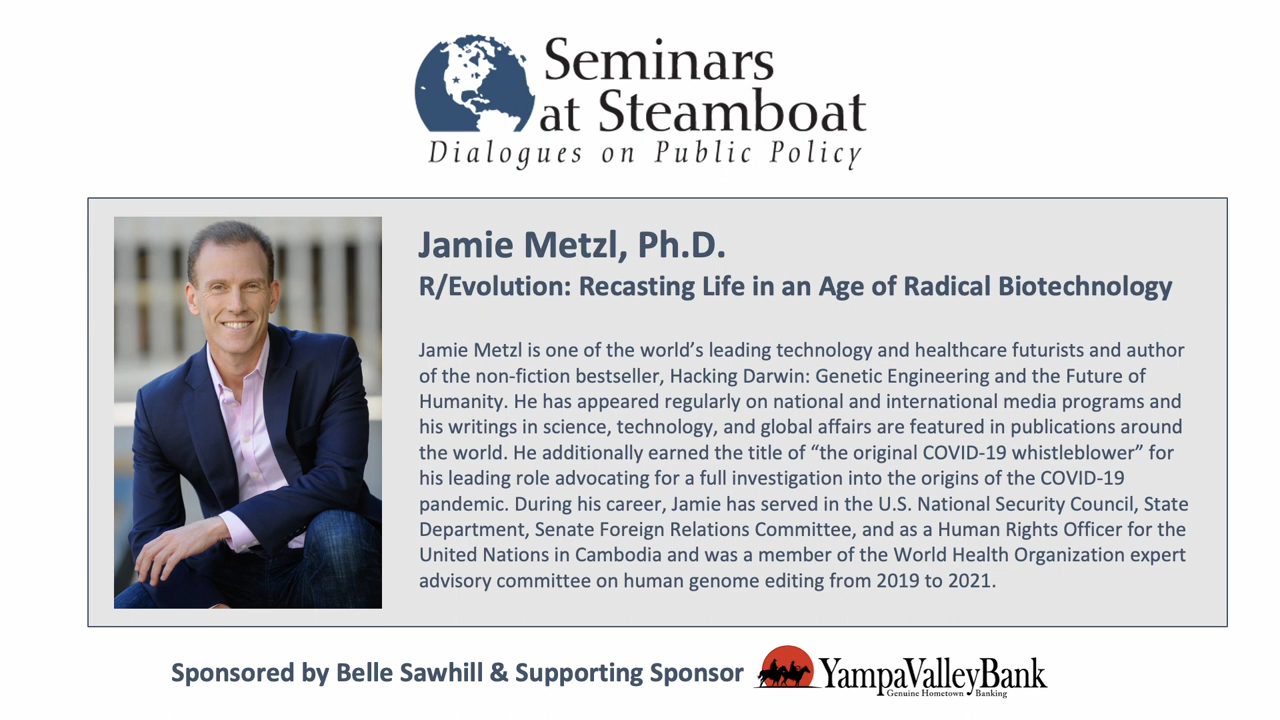 Seminars
at Steamboat
Dialogues on Public Policy
Jamie Metzl, Ph.D.
R/Evolution: Recasting Life in an Age of Radical Biotechnology
Jamie Metzl is one of the world’s leading technology and healthcare futurists and author
of the non-fiction bestseller, Hacking Darwin: Genetic Engineering and the Future of
Humanity. He has appeared regularly on national and international media programs and
his writings in science, technology, and global affairs are featured in publications around
the world. He additionally earned the title of “the original COVID-19 whistleblower” for
his leading role advocating for a full investigation into the origins of the COVID-19
pandemic. During his career, Jamie has served in the U.S. National Security Council, State
Department, Senate Foreign Relations Committee, and as a Human Rights Officer for the
United Nations in Cambodia and was a member of the World Health Organization expert
advisory committee on human genome editing from 2019 to 2021.
Sponsored by Belle Sawhill & Supporting Sponsor
YampaValleyBank
Genuine Hometown Banking